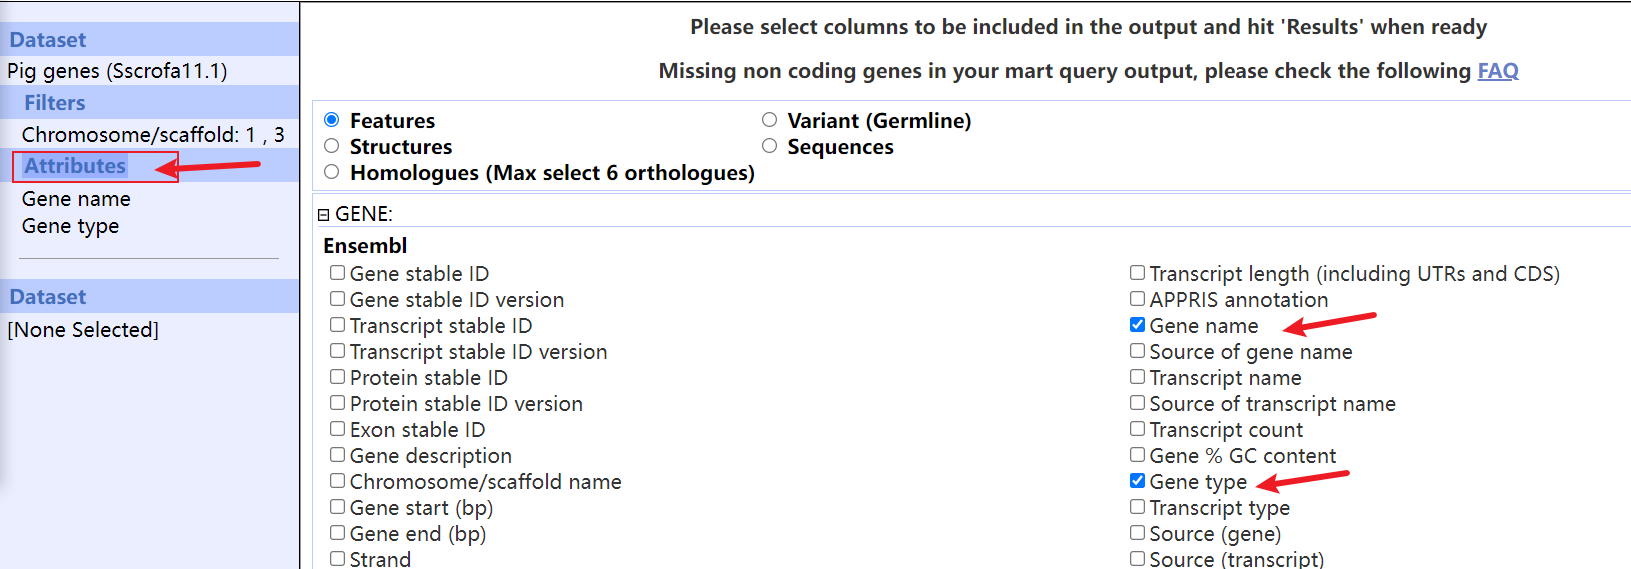 Dataset
Pig genes (Sscrofa11.1)
Filters
Chromosome/scaffold: 1 , 3
Attributes
Gene name
Gene type
Dataset
[None Selected]
Please select columns to be included in the output and hit 'Results' when ready
Missing non coding genes in your mart query output, please check the following FAQ
Features
Structures
Homologues (Max select 6 orthologues)
Variant (Germline)
Sequences
GENE:
Ensembl
Gene stable ID
Gene stable ID version
Transcript stable ID
Transcript stable ID version
Protein stable ID
Protein stable ID version
Exon stable ID
Gene description
Chromosome/scaffold name
Gene start (bp)
Gene end (bp)
Strand
Transcript length (including UTRs and CDS)
APPRIS annotation
Gene name
Source of gene name
Transcript name
Source of transcript name
Transcript count
Gene % GC content
Gene type
Transcript type
Source (gene)
Source (transcript)